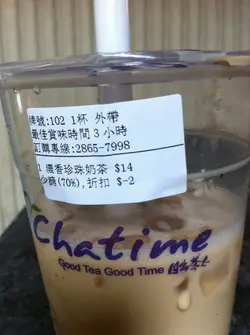 牌號:102 1杯 外帶
最佳賞味時間3小時
訂購專線:2865-7998
1 濃香珍珠奶茶 $14
少糖(70%),折扣 $-2
Chatime
Good Tea Good Time 日出茶太